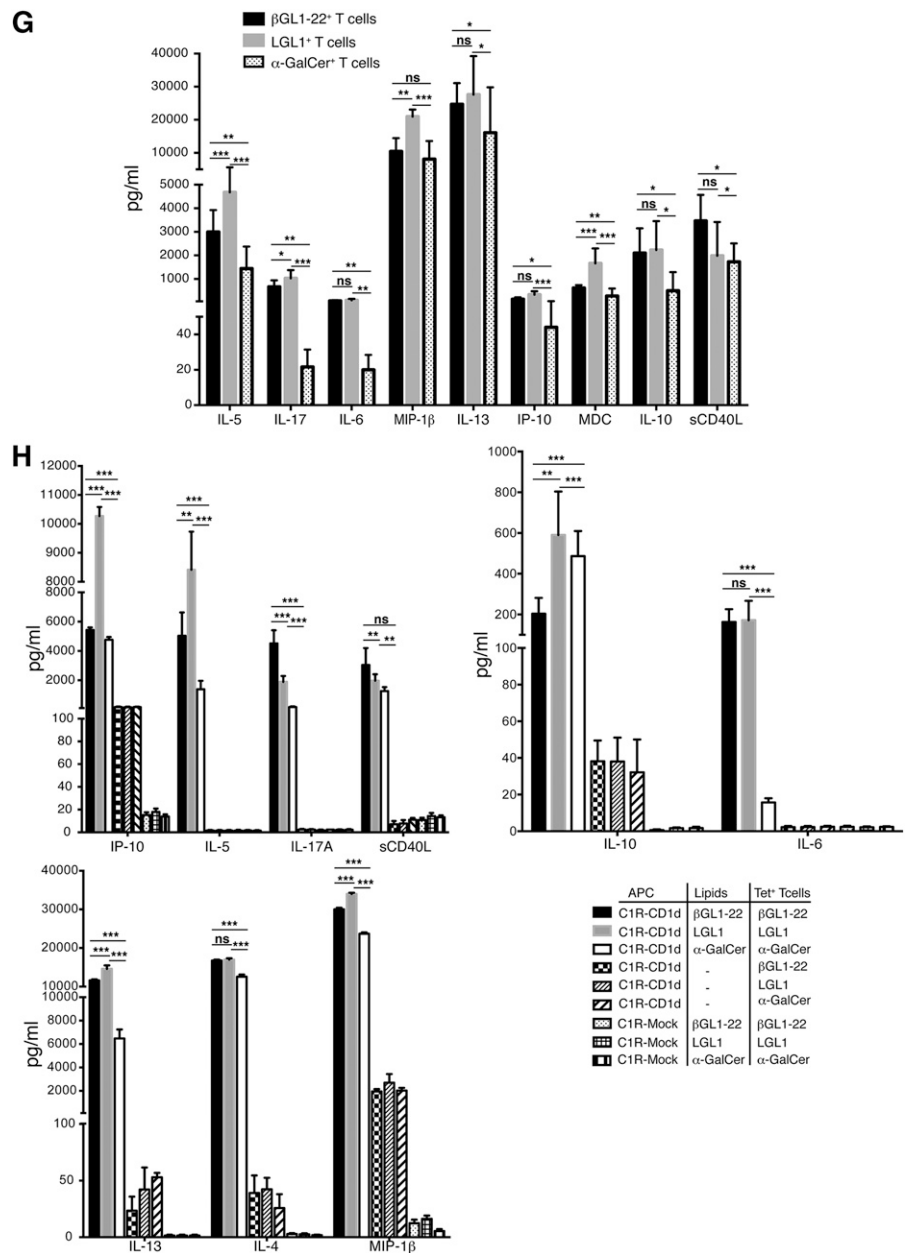 G
βGL1-22⁺ T cells
LGL1⁺ T cells
α-GalCer⁺ T cells
pg/ml
pg/ml
40000
30000
20000
10000
5000
4000
3000
2000
1000
40
20
0
** *** ***
** * ***
** ns **
ns ** ***
* ns *
* ns ***
** *** ***
* ns *
* ns *
IL-5 IL-17 IL-6 MIP-1β IL-13 IP-10 MDC IL-10 sCD40L
H
pg/ml
12000
11000
10000
9000
8000
6000
4000
2000
100
80
60
40
20
0
*** *** ***
*** ** ***
*** *** ***
ns ** **
IP-10 IL-5 IL-17A sCD40L
pg/ml
1000
800
600
400
200
100
80
60
40
20
0
*** ** ***
*** ns ***
IL-10 IL-6
pg/ml
40000
30000
20000
10000
8000
6000
4000
2000
100
50
0
*** *** ***
*** ns ***
*** *** ***
IL-13 IL-4 MIP-1β
APC Lipids Tet⁺ Tcells
C1R-CD1d βGL1-22 βGL1-22
C1R-CD1d LGL1 LGL1
C1R-CD1d α-GalCer α-GalCer
C1R-CD1d - βGL1-22
C1R-CD1d - LGL1
C1R-CD1d - α-GalCer
C1R-Mock βGL1-22 βGL1-22
C1R-Mock LGL1 LGL1
C1R-Mock α-GalCer α-GalCer